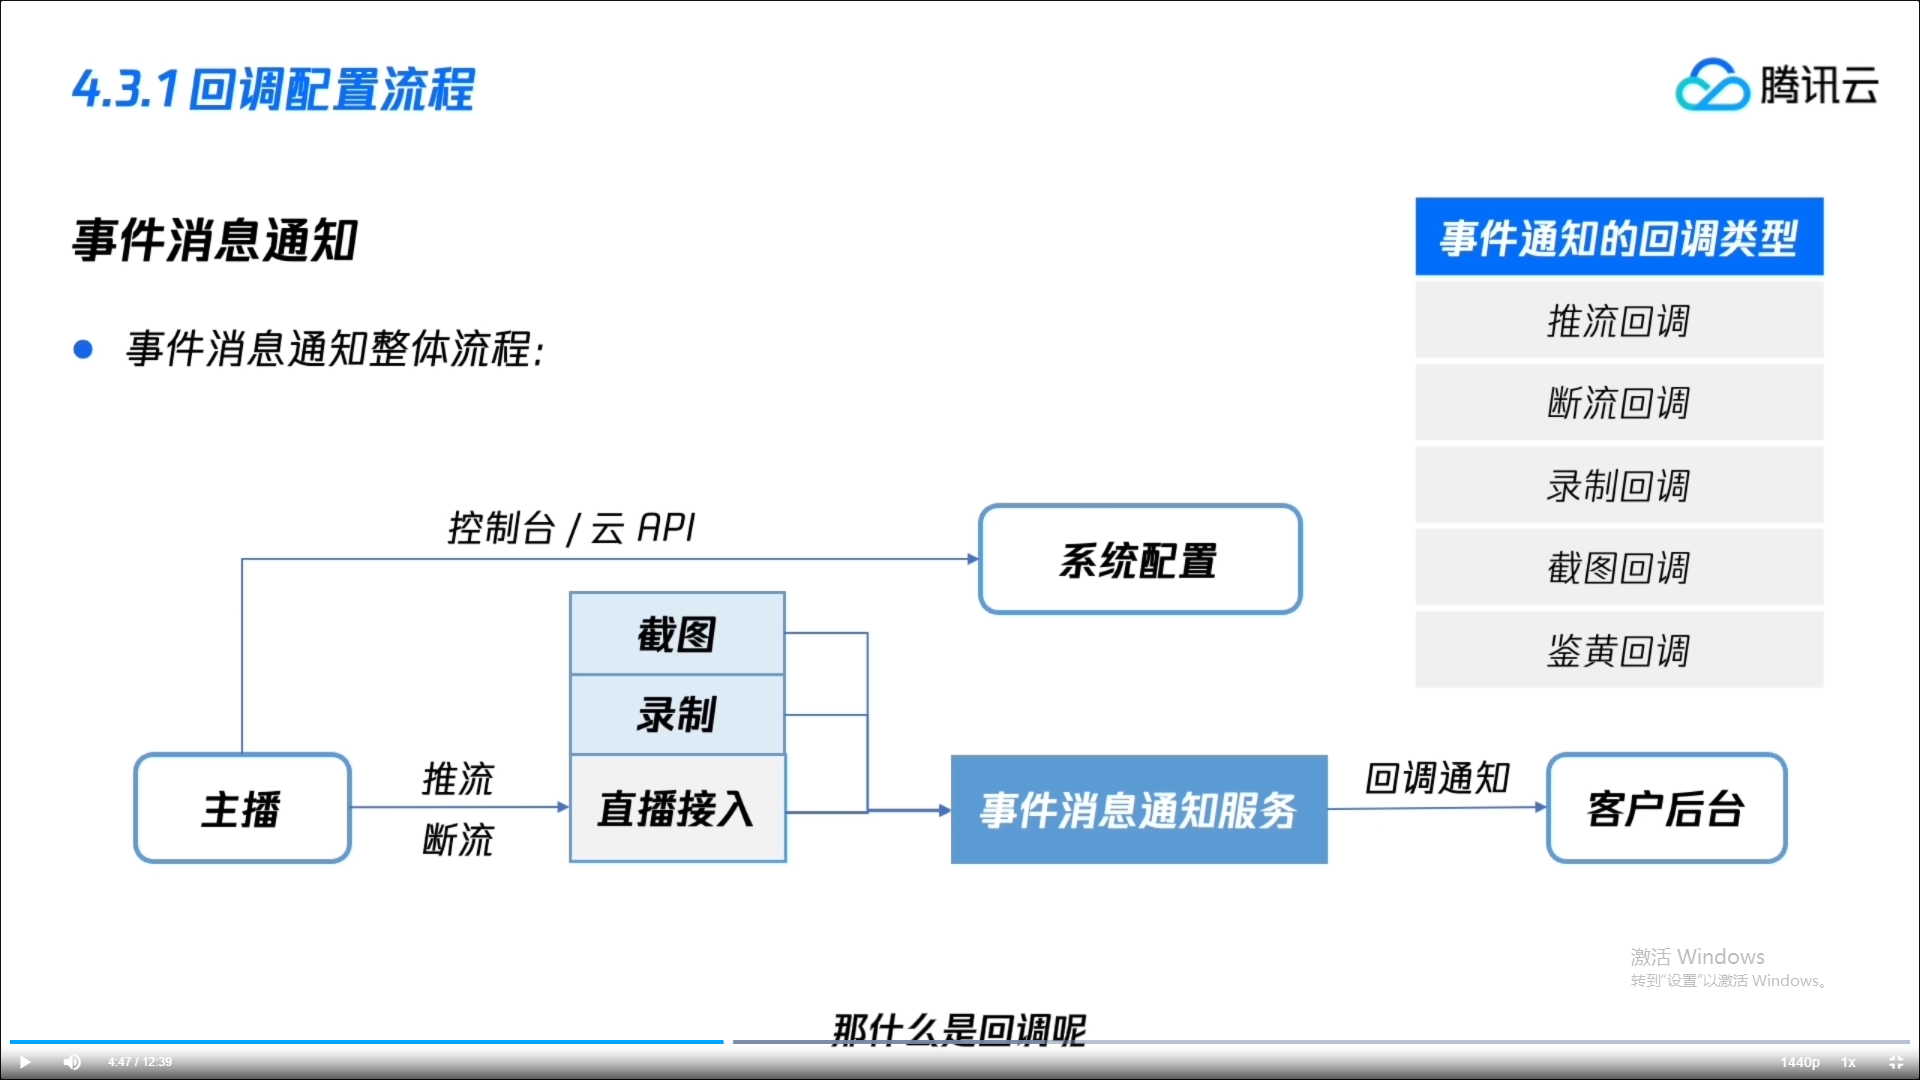 4.3.1 回调配置流程
腾讯云
事件消息通知
事件消息通知整体流程:
事件通知的回调类型
推流回调
断流回调
录制回调
截图回调
鉴黄回调
控制台 / 云 API
系统配置
截图
录制
直播接入
主播
推流
断流
事件消息通知服务
回调通知
客户后台
激活 Windows
转到“设置”以激活 Windows。
那什么是回调呢
4:47 / 12:39
1440p
1x